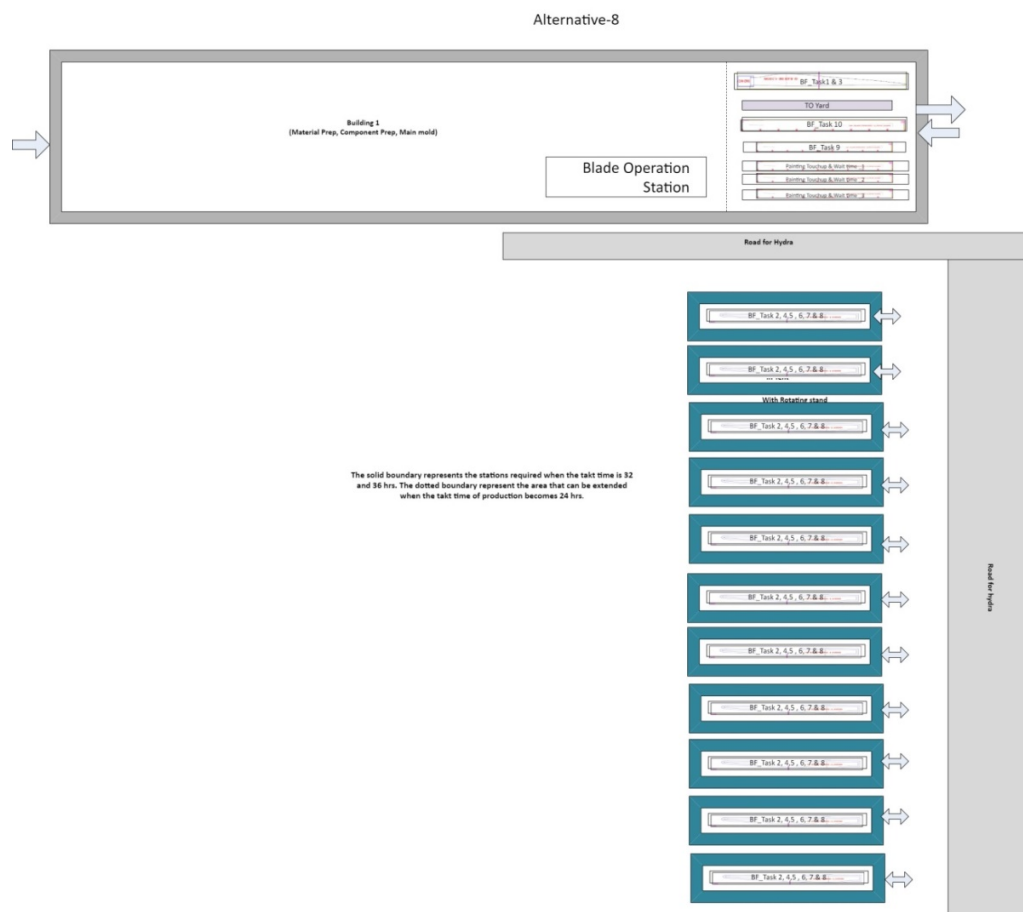 Alternative-8
BF_Task1 & 3
TO Yard
Building 1
(Material Prep, Component Prep, Main mold)
BF_Task 10
BF_Task 9
Blade Operation
Station
Painting Touchup & Wait time _1
Painting Touchup & Wait time _2
Painting Touchup & Wait time _3
Road for Hydra
BF_Task 2, 4,5 , 6, 7 & 8
BF_Task 2, 4,5 , 6, 7 & 8
With Rotating stand
BF_Task 2, 4,5 , 6, 7 & 8
The solid boundary represents the stations required when the takt time is 32
and 36 hrs. The dotted boundary represent the area that can be extended
when the takt time of production becomes 24 hrs.
BF_Task 2, 4,5 , 6, 7 & 8
BF_Task 2, 4,5 , 6, 7 & 8
Road for hydra
BF_Task 2, 4,5 , 6, 7 & 8
BF_Task 2, 4,5 , 6, 7 & 8
BF_Task 2, 4,5 , 6, 7 & 8
BF_Task 2, 4,5 , 6, 7 & 8
BF_Task 2, 4,5 , 6, 7 & 8
BF_Task 2, 4,5 , 6, 7 & 8